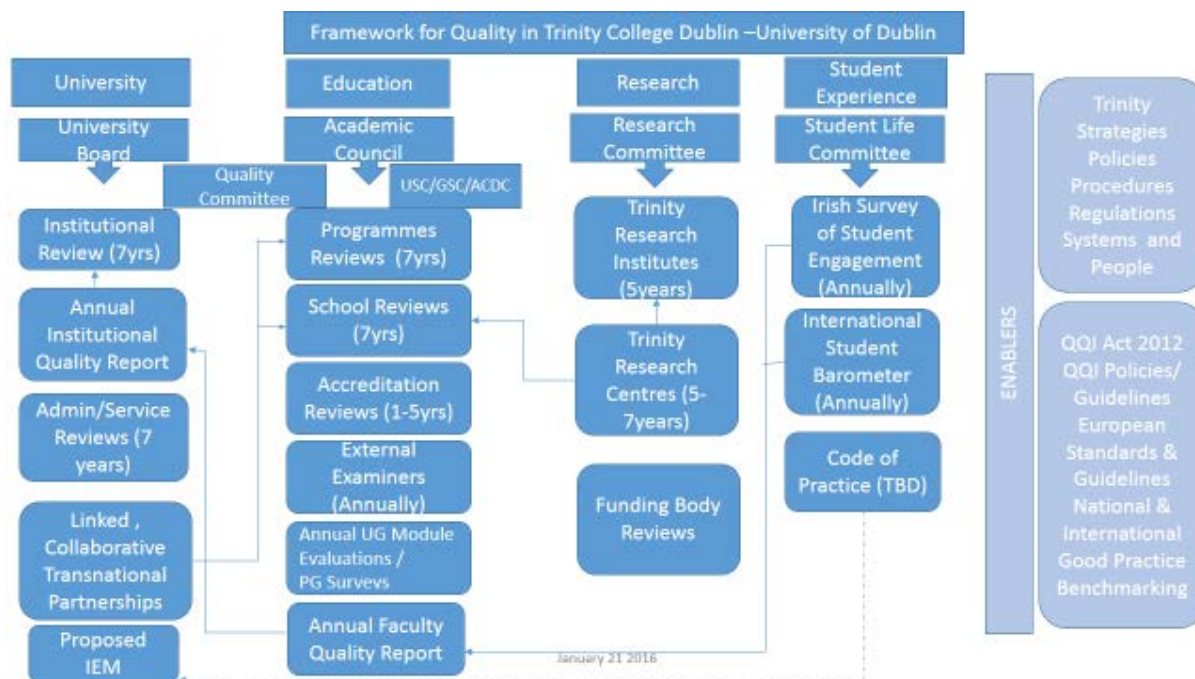 Framework for Quality in Trinity College Dublin –University of Dublin
University
University
Board
Institutional
Review (7yrs)
Annual
Institutional
Quality Report
Admin/Service
Reviews (7
years)
Linked ,
Collaborative
Transnational
Partnerships
Proposed
IEM
Quality
Committee
Education
Academic
Council
USC/GSC/ACDC
Programmes
Reviews (7yrs)
School Reviews
(7yrs)
Accreditation
Reviews (1-5yrs)
External
Examiners
(Annually)
Annual UG Module
Evaluations /
PG Surveys
Annual Faculty
Quality Report
Research
Research
Committee
Trinity
Research
Institutes
(5years)
Trinity
Research
Centres (5-
7years)
Funding Body
Reviews
Student
Experience
Student Life
Committee
Irish Survey
of Student
Engagement
(Annually)
International
Student
Barometer
(Annually)
Code of
Practice (TBD)
January 21 2016
ENABLERS
Trinity
Strategies
Policies
Procedures
Regulations
Systems and
People
QQI Act 2012
QQI Policies/
Guidelines
European
Standards &
Guidelines
National &
International
Good Practice
Benchmarking